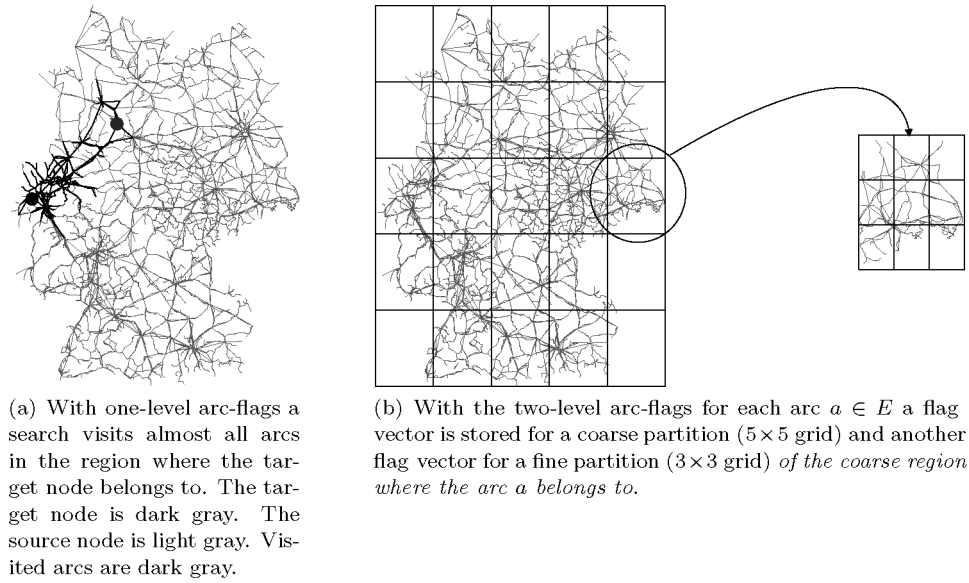 (a) With one-level arc-flags a
search visits almost all arcs
in the region where the tar-
get node belongs to. The tar-
get node is dark gray. The
source node is light gray. Vis-
ited arcs are dark gray.
(b) With the two-level arc-flags for each arc a ∈ E a flag
vector is stored for a coarse partition (5×5 grid) and another
flag vector for a fine partition (3×3 grid) of the coarse region
where the arc a belongs to.